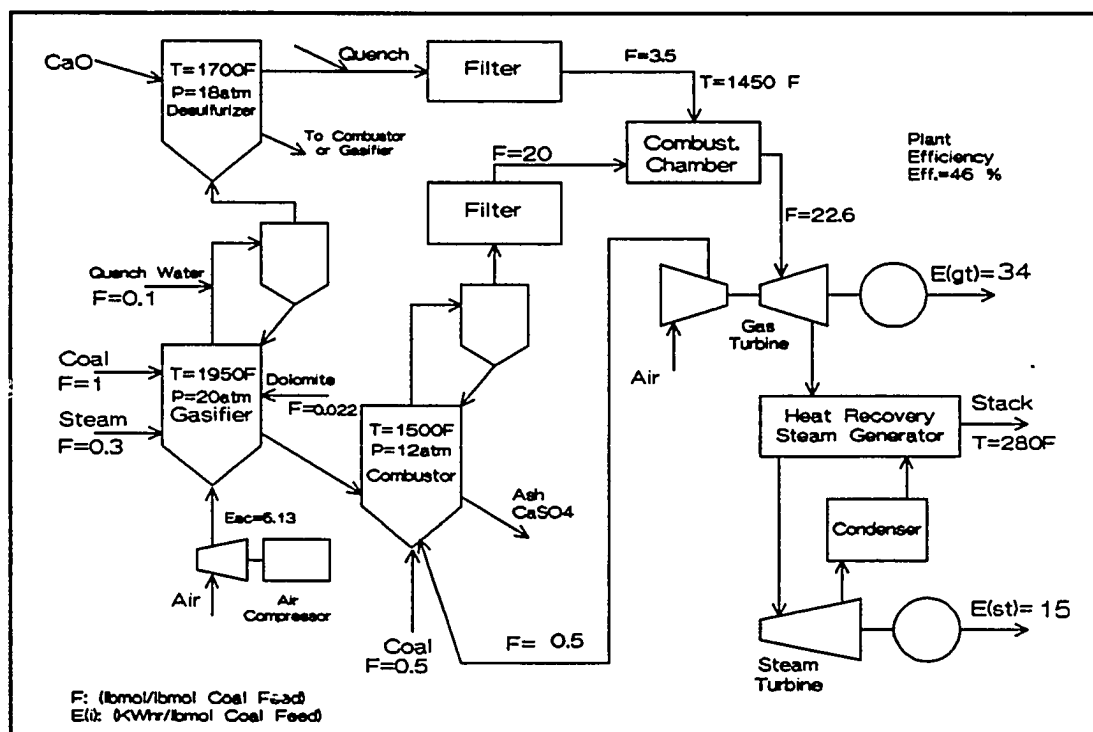 CaO
T=1700F
P=18atm
Desulfurizer
Quench
Filter
F=3.5
T=1450 F
To Combustor
or Gasifier
Combust.
Chamber
Plant
Efficiency
Eff.=46 %
F=20
Filter
F=22.6
Quench Water
F=0.1
E(gt)= 34
Gas
Turbine
Air
Coal
F=1
T=1950F
P=20atm
Gasifier
Dolomite
F=0.022
Steam
F=0.3
T=1500F
P=12atm
Combustor
Heat Recovery
Steam Generator
Stack
T=280F
Ash
CaSO4
Eac=6.13
Condenser
Air
Air
Compressor
Coal
F=0.5
F= 0.5
E(st)= 15
Steam
Turbine
F: (lbmol/lbmol Coal Feed)
E(i): (KWhr/lbmol Coal Feed)